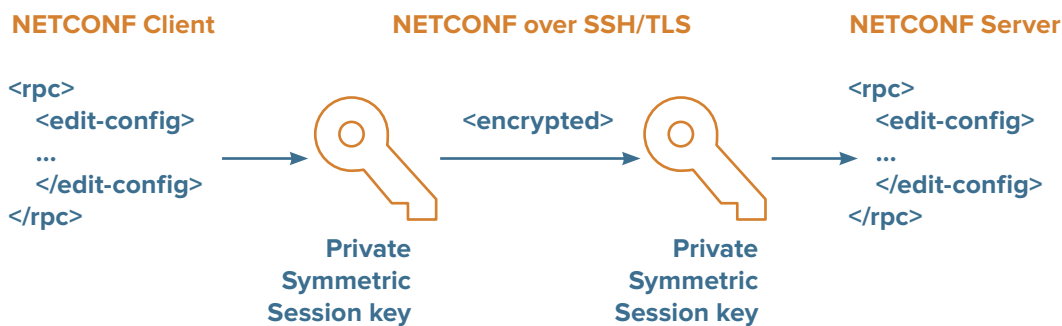 NETCONF Client
NETCONF over SSH/TLS
NETCONF Server
<rpc>
<edit-config>
...
</edit-config>
</rpc>
<encrypted>
<rpc>
<edit-config>
...
</edit-config>
</rpc>
Private
Symmetric
Session key
Private
Symmetric
Session key